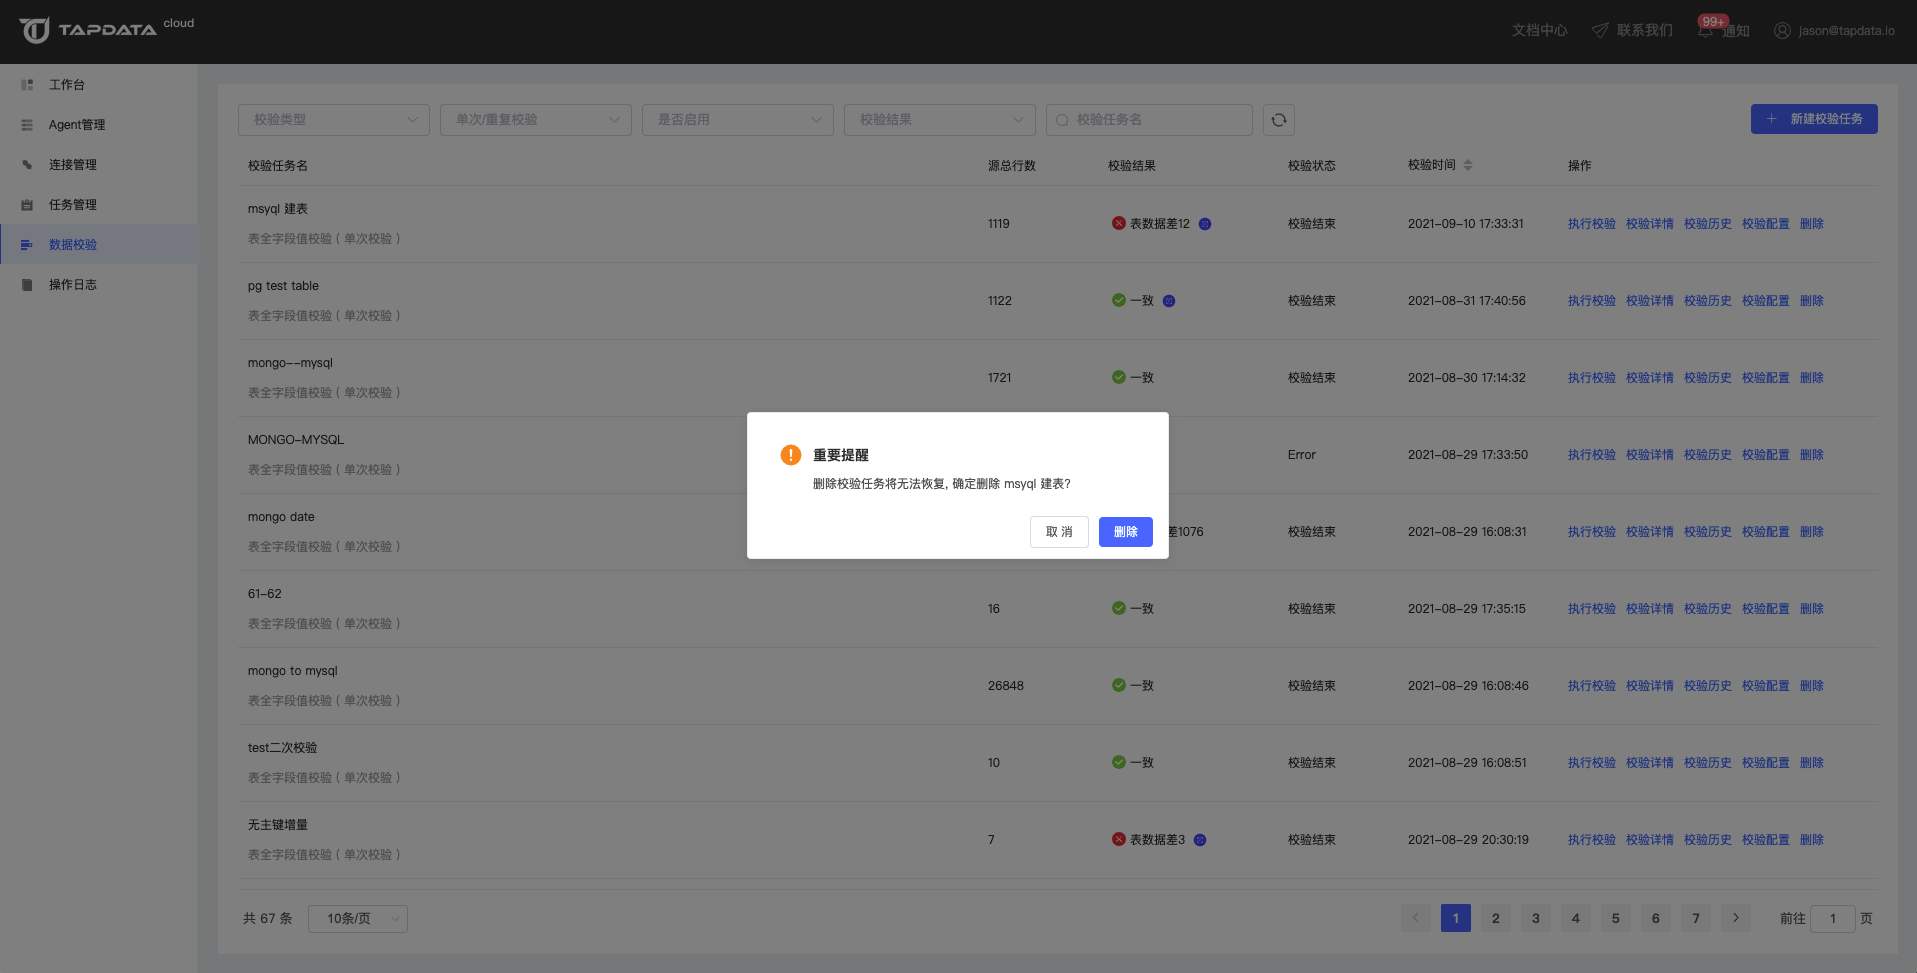 TAPDATA cloud
文档中心 联系我们 99+ 通知 jason@tapdata.io
工作台
Agent管理
连接管理
任务管理
数据校验
操作日志
校验类型 单次/重复校验 是否启用 校验结果 校验任务名 新建校验任务
校验任务名 源总行数 校验结果 校验状态 校验时间 操作
msyql 建表
表全字段值校验 ( 单次校验 )
1119 表数据差12 校验结束 2021-09-10 17:33:31 执行校验 校验详情 校验历史 校验配置 删除
pg test table
表全字段值校验 ( 单次校验 )
1122 一致 校验结束 2021-08-31 17:40:56 执行校验 校验详情 校验历史 校验配置 删除
mongo--mysql
表全字段值校验 ( 单次校验 )
1721 一致 校验结束 2021-08-30 17:14:32 执行校验 校验详情 校验历史 校验配置 删除
MONGO-MYSQL
表全字段值校验 ( 单次校验 )
Error 2021-08-29 17:33:50 执行校验 校验详情 校验历史 校验配置 删除
mongo date
表全字段值校验 ( 单次校验 )
差1076 校验结束 2021-08-29 16:08:31 执行校验 校验详情 校验历史 校验配置 删除
61-62
表全字段值校验 ( 单次校验 )
16 一致 校验结束 2021-08-29 17:35:15 执行校验 校验详情 校验历史 校验配置 删除
mongo to mysql
表全字段值校验 ( 单次校验 )
26848 一致 校验结束 2021-08-29 16:08:46 执行校验 校验详情 校验历史 校验配置 删除
test二次校验
表全字段值校验 ( 单次校验 )
10 一致 校验结束 2021-08-29 16:08:51 执行校验 校验详情 校验历史 校验配置 删除
无主键增量
表全字段值校验 ( 单次校验 )
7 表数据差3 校验结束 2021-08-29 20:30:19 执行校验 校验详情 校验历史 校验配置 删除
共 67 条 10条/页 1 2 3 4 5 6 7 前往 1 页
重要提醒
删除校验任务将无法恢复, 确定删除 msyql 建表?
取 消 删除